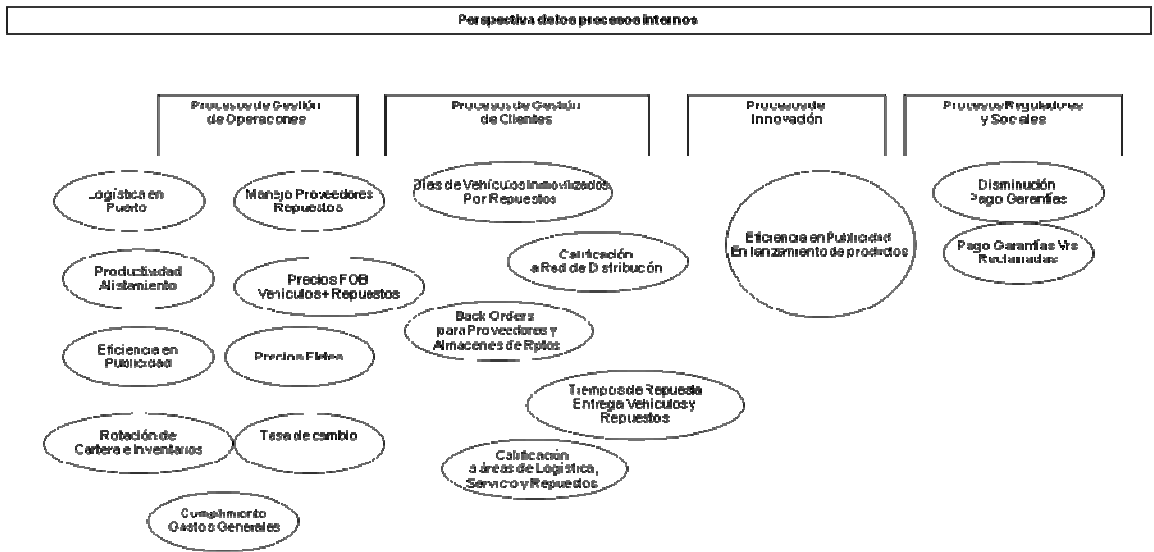 Perspectiva de los procesos internos
Procesos de Gestión
de Operacones
Procesos de Gestión
de Clientes
Procesos de
Innovación
Procesos Reguladores
y Sociales
Logística en
Puerto
Manejo Proveedores
Repuestos
Días de Vehículos Inmovilizados
Por Repuestos
Eficiencia en Publicidad
En lanzamiento de productos
Disminución
Pago Garantías
Calificación
a Red de Distribucón
Pago Garantías Vrs
Reclamadas
Productividad
Alistamiento
Precios FOB
Vehículos + Repuestos
Back Orders
para Proveedores y
Almacenes de Rptos
Eficiencia en
Publicidad
Precios Fletes
Tiempos de Repuesta
Entrega Vehículos y
Repuestos
Rotación de
Cartera e Inventarios
Tasa de cambio
Calificación
a áreas de Logística,
Servicio y Repuestos
Cumplimiento
Gastos Generales